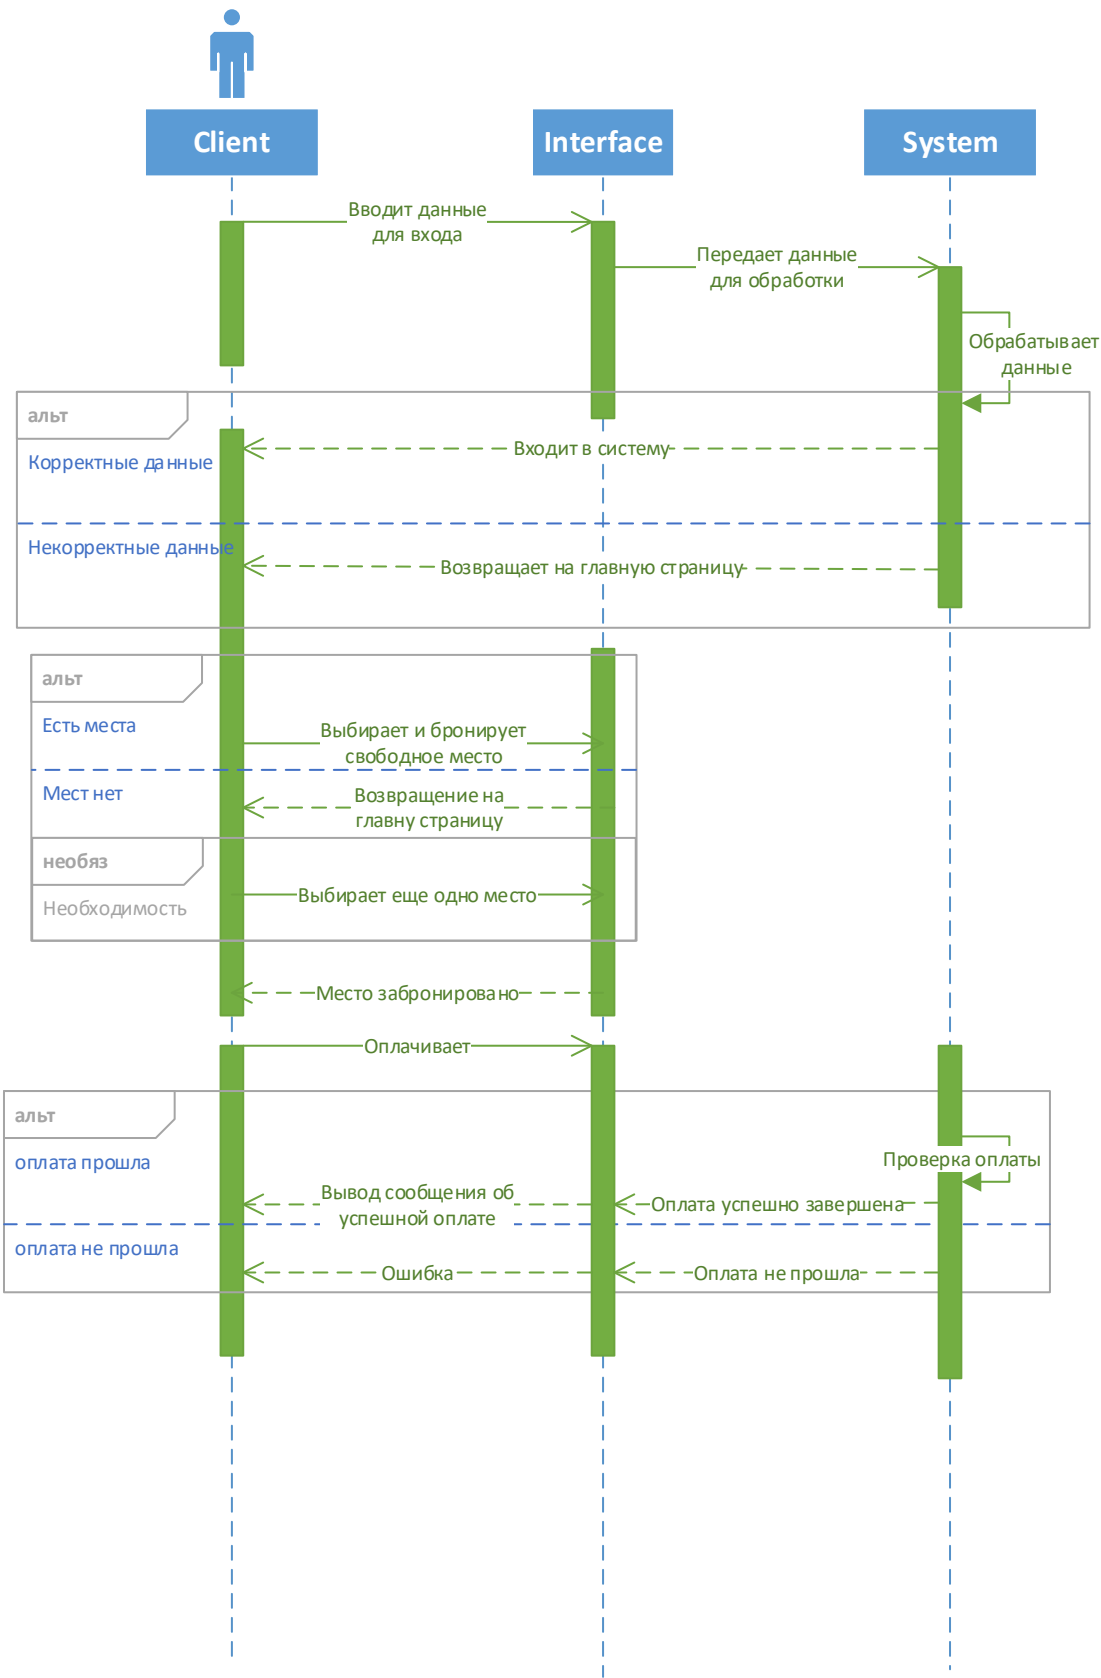 Client
Interface
System
Вводит данные
для входа
Передает данные
для обработки
Обрабатывает
данные
альт
Корректные данные
Входит в систему
Некорректные данные
Возвращает на главную страницу
альт
Есть места
Выбирает и бронирует
свободное место
Мест нет
Возвращение на
главну страницу
необяз
Необходимость
Выбирает еще одно место
Место забронировано
Оплачивает
альт
оплата прошла
Проверка оплаты
Вывод сообщения об
успешной оплате
Оплата успешно завершена
оплата не прошла
Ошибка
Оплата не прошла